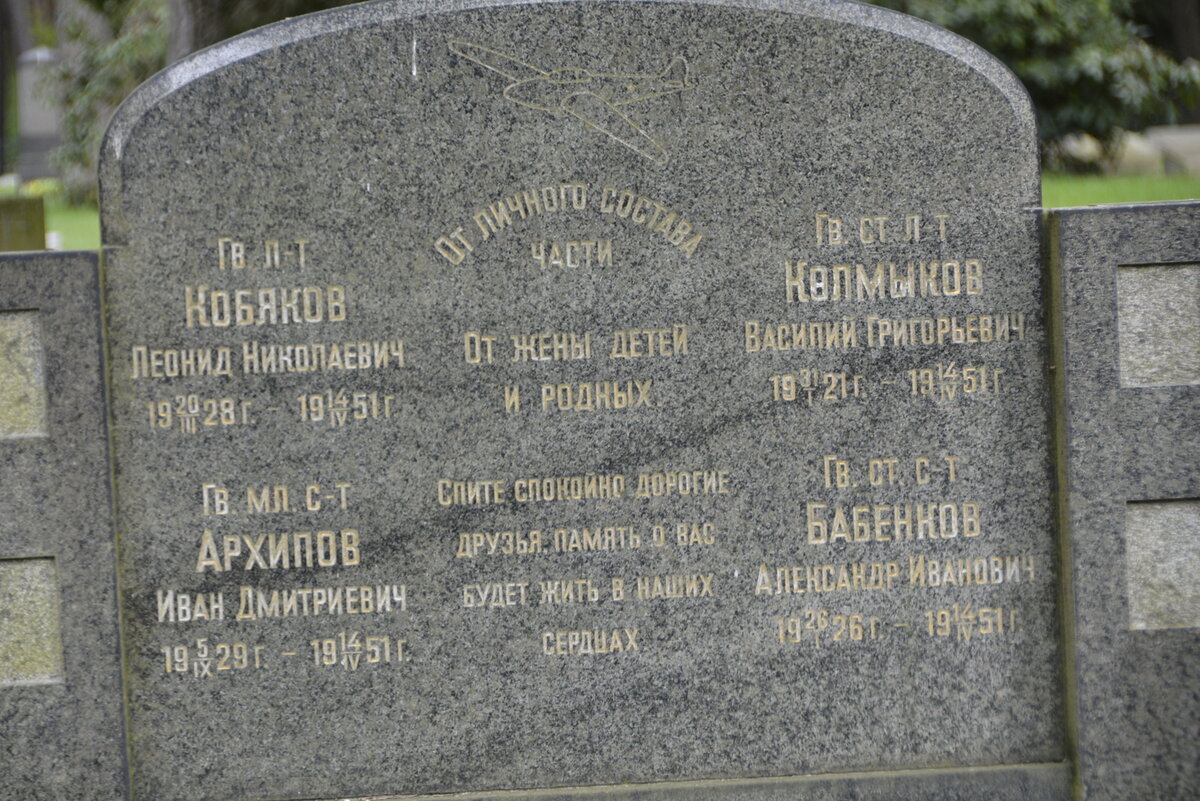 От личного состава
части
Гв. л-т
Кобяков
Леонид Николаевич
19 20/III 28 г. – 19 14/IV 51 г.
Гв. ст. л-т
Колмыков
Василий Григорьевич
19 31/I 21 г. – 19 14/IV 51 г.
От жены детей
и родных.
Гв. мл. с-т
Архипов
Иван Дмитриевич
19 5/IX 29 г. – 19 14/IV 51 г.
Гв. ст. с-т
Бабенков
Александр Иванович
19 26/I 26 г. – 19 14/IV 51 г.
Спите спокойно дорогие
друзья. Память о вас
будет жить в наших
сердцах